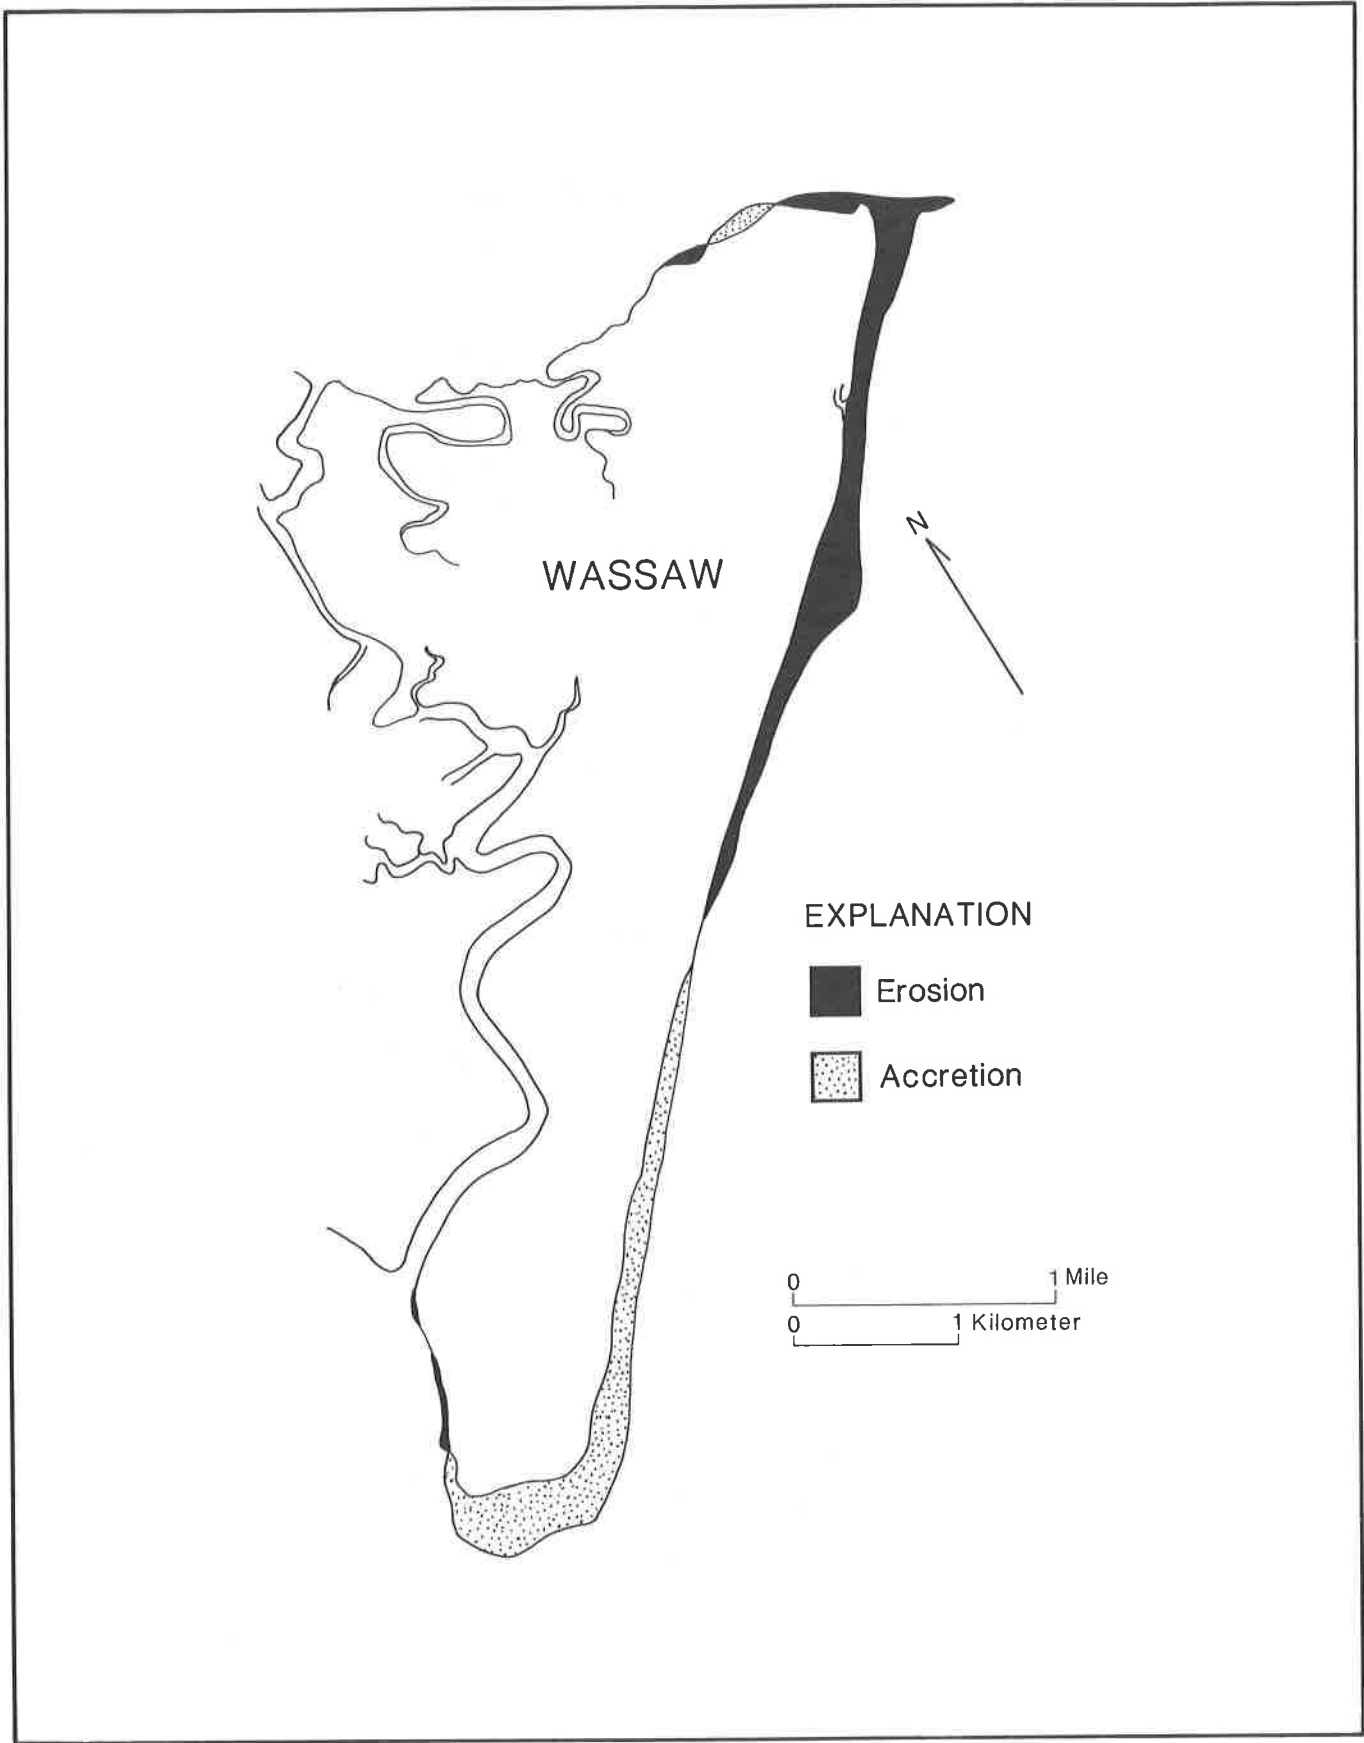 N
WASSAW
EXPLANATION
Erosion
Accretion
0 1 Mile
0 1 Kilometer